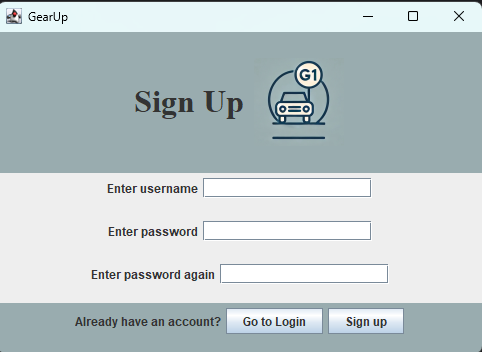 GearUp
Sign Up
G1
Enter username
Enter password
Enter password again
Already have an account? Go to Login Sign up